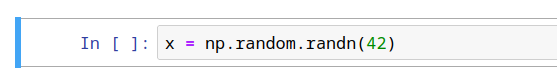 In [ ]: x = np.random.randn(42)